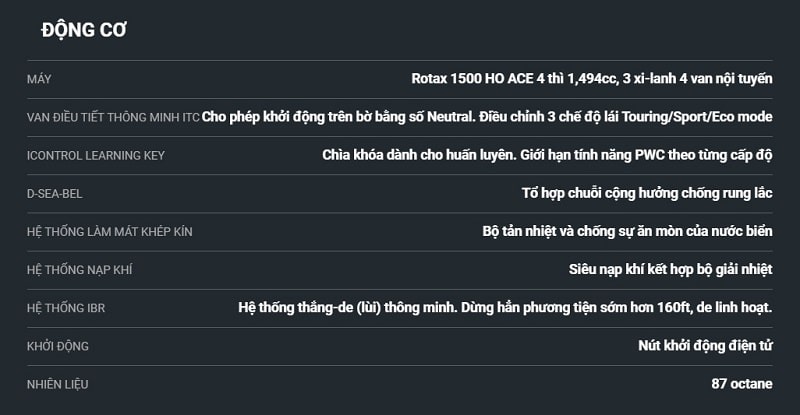 ĐỘNG CƠ
MÁY Rotax 1500 HO ACE 4 thì 1,494cc, 3 xi-lanh 4 van nội tuyến
VAN ĐIỀU TIẾT THÔNG MINH ITC Cho phép khởi động trên bờ bằng số Neutral. Điều chỉnh 3 chế độ lái Touring/Sport/Eco mode
ICONTROL LEARNING KEY Chìa khóa dành cho huấn luyên. Giới hạn tính năng PWC theo từng cấp độ
D-SEA-BEL Tổ hợp chuỗi cộng hưởng chống rung lắc
HỆ THỐNG LÀM MÁT KHÉP KÍN Bộ tản nhiệt và chống sự ăn mòn của nước biển
HỆ THỐNG NẠP KHÍ Siêu nạp khí kết hợp bộ giải nhiệt
HỆ THỐNG IBR Hệ thống thắng-de (lùi) thông minh. Dừng hẳn phương tiện sớm hơn 160ft, de linh hoạt.
KHỞI ĐỘNG Nút khởi động điện tử
NHIÊN LIỆU 87 octane